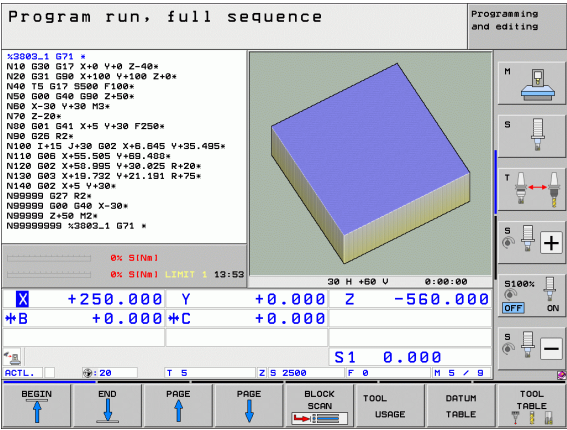 Program run, full sequence
Programming
and editing
%3803_1 G71 *
N10 G30 G17 X+0 Y+0 Z-40*
N20 G31 G90 X+100 Y+100 Z+0*
N40 T5 G17 S500 F100*
N50 G00 G40 G90 Z+50*
N60 X-30 Y+30 M3*
N70 Z-20*
N80 G01 G41 X+5 Y+30 F250*
N90 G26 R2*
N100 I+15 J+30 G02 X+6.645 Y+35.495*
N110 G06 X+55.505 Y+69.488*
N120 G02 X+58.995 Y+30.025 R+20*
N130 G03 X+19.732 Y+21.191 R+75*
N140 G02 X+5 Y+30*
N99999 G27 R2*
N99999 G00 G40 X-30*
N99999 Z+50 M2*
N99999999 %3803_1 G71 *
0% S[Nm]
0% S[Nm] LIMIT 1 13:53
30 H +60 V 0:00:00
X +250.000 Y +0.000 Z -560.000
B +0.000 C +0.000
S1 0.000
ACTL. :20 T 5 Z S 2500 F 0 M 5 / 9
M
S
T
S
S100%
OFF ON
S
BEGIN
END
PAGE
PAGE
BLOCK
SCAN
TOOL
USAGE
DATUM
TABLE
TOOL
TABLE